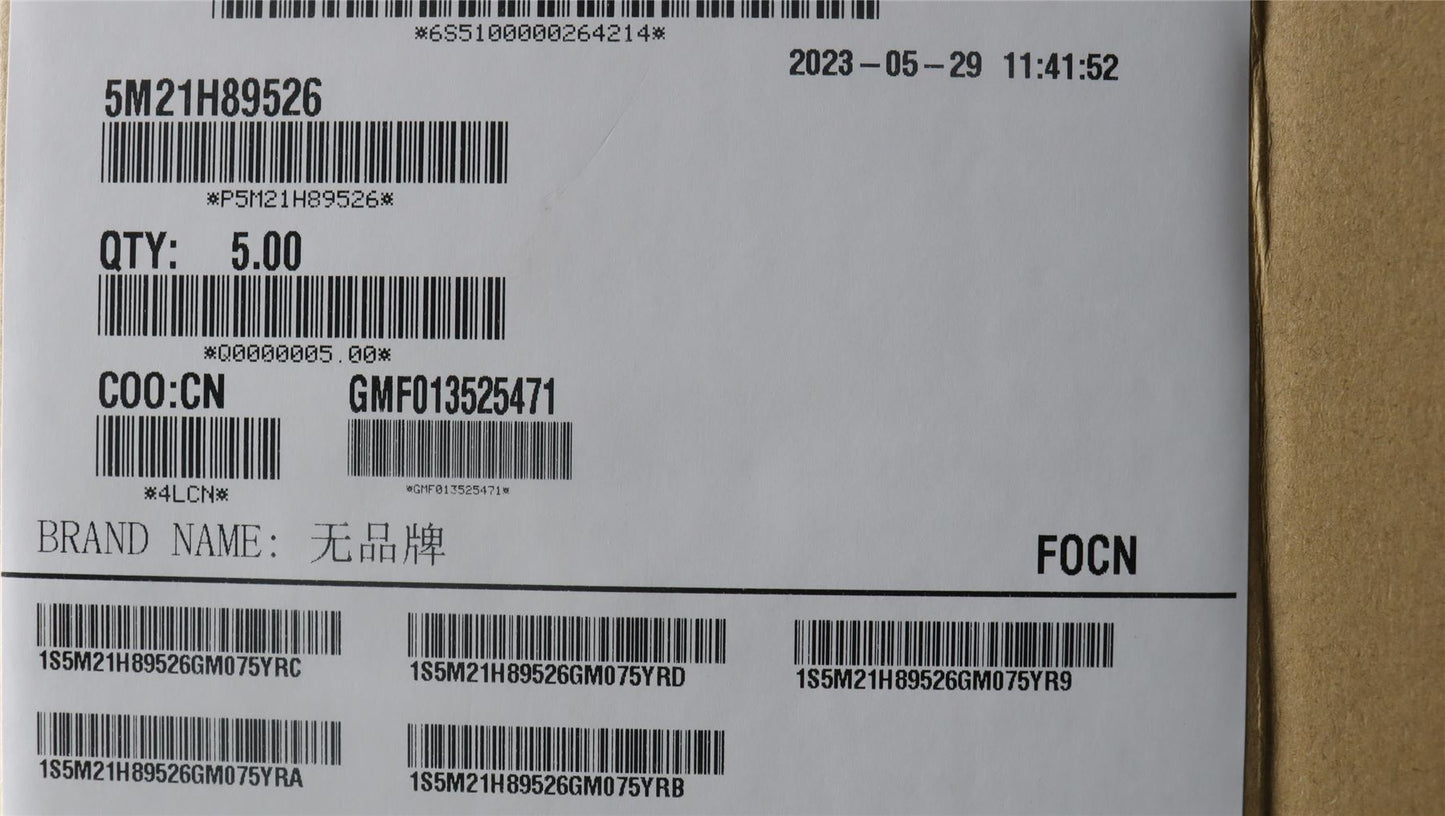 *6S5100000264214*
2023-05-29 11:41:52
5M21H89526
*P5M21H89526*
QTY: 5.00
*Q0000005.00*
COO:CN GMF013525471
*4LCN* *GMF013525471*
BRAND NAME: 无品牌
FOCN
1S5M21H89526GM075YRC 1S5M21H89526GM075YRD 1S5M21H89526GM075YR9
1S5M21H89526GM075YRA 1S5M21H89526GM075YRB